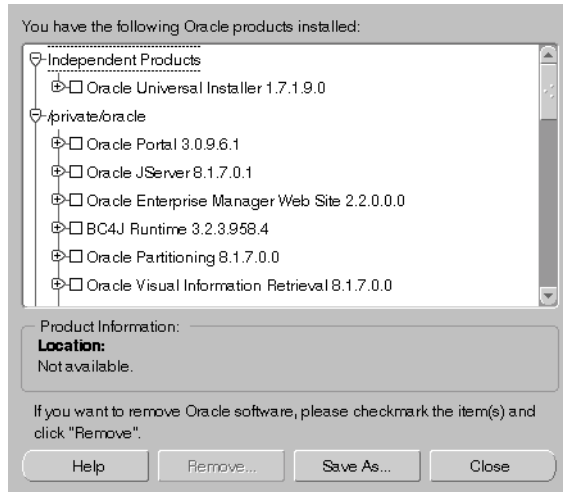 You have the following Oracle products installed:
Independent Products
Oracle Universal Installer 1.7.1.9.0
/private/oracle
Oracle Portal 3.0.9.6.1
Oracle JServer 8.1.7.0.1
Oracle Enterprise Manager Web Site 2.2.0.0.0
BC4J Runtime 3.2.3.958.4
Oracle Partitioning 8.1.7.0.0
Oracle Visual Information Retrieval 8.1.7.0.0
Product Information:
Location:
Not available.
If you want to remove Oracle software, please checkmark the item(s) and
click "Remove".
Help Remove... Save As... Close